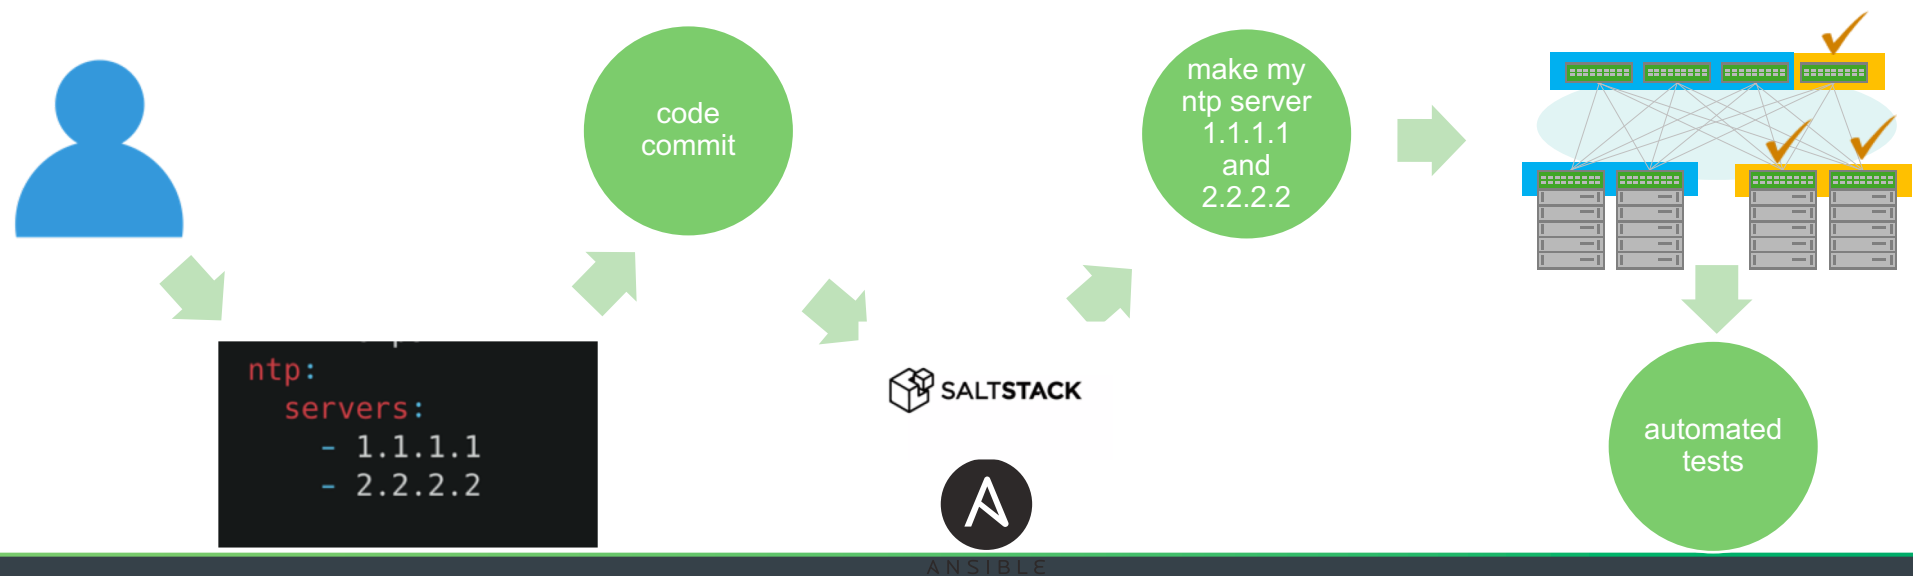 code
commit
make my
ntp server
1.1.1.1
and
2.2.2.2
ntp:
servers:
- 1.1.1.1
- 2.2.2.2
SALTSTACK
ANSIBLE
automated
tests